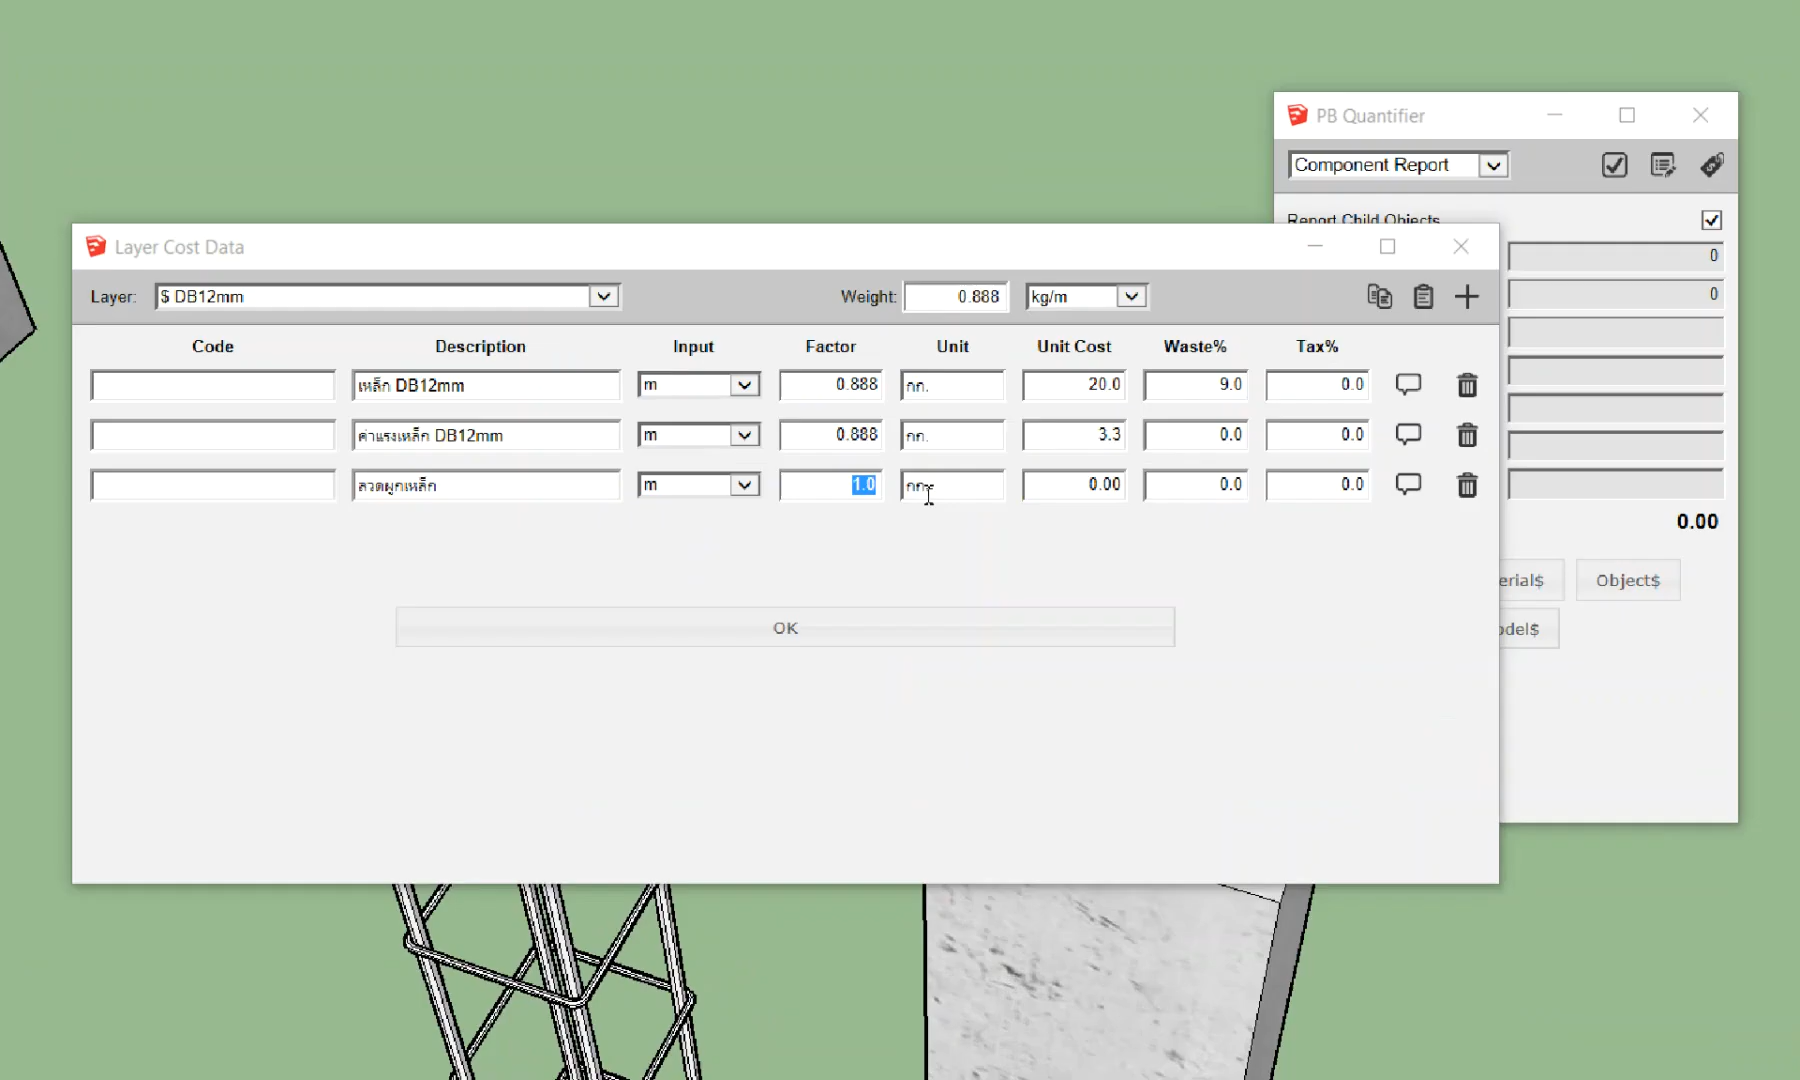 PB Quantifier
Component Report
Report Child Objects
0
0
0.00
Object$
Layer Cost Data
Layer: $ DB12mm Weight: 0.888 kg/m
Code Description Input Factor Unit Unit Cost Waste% Tax%
เหล็ก DB12mm m 0.888 กก. 20.0 9.0 0.0
ค่าแรงเหล็ก DB12mm m 0.888 กก. 3.3 0.0 0.0
ลวดผูกเหล็ก m 1.0 กก. 0.00 0.0 0.0
OK